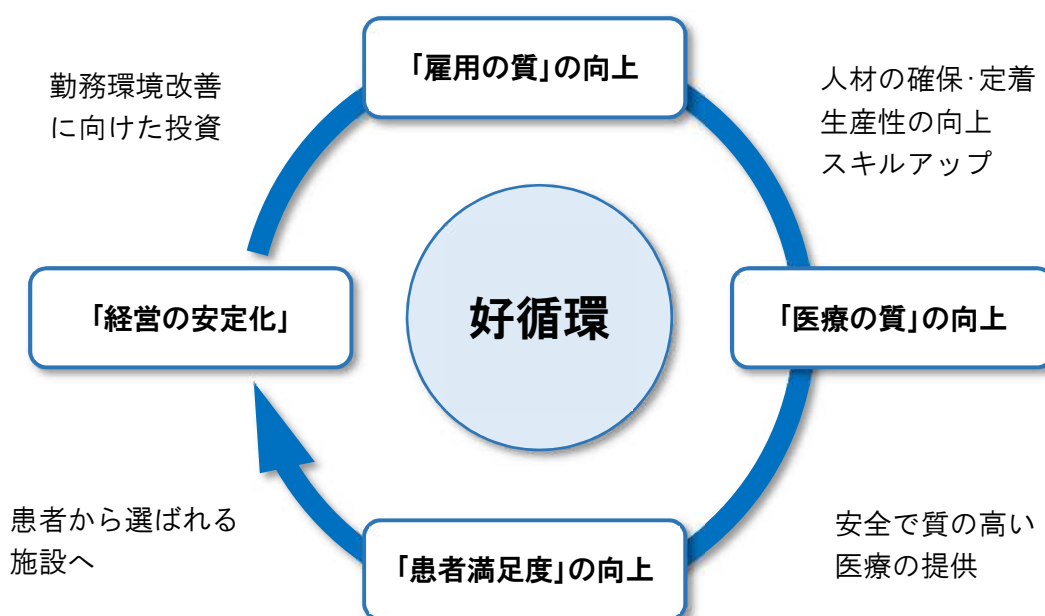 「雇用の質」の向上
勤務環境改善
に向けた投資
人材の確保･定着
生産性の向上
スキルアップ
「経営の安定化」
好循環
「医療の質」の向上
患者から選ばれる
施設へ
「患者満足度」の向上
安全で質の高い
医療の提供